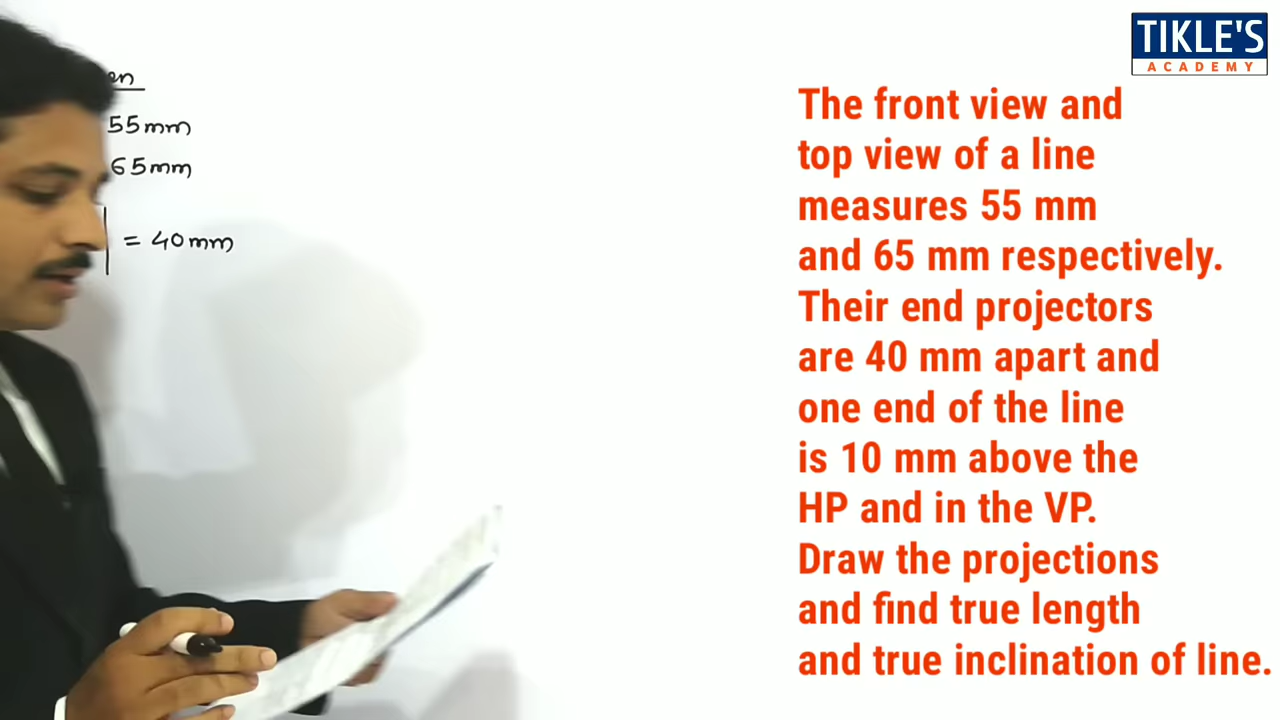 TIKLE'S
ACADEMY
en
55mm
65mm
= 40mm
The front view and
top view of a line
measures 55 mm
and 65 mm respectively.
Their end projectors
are 40 mm apart and
one end of the line
is 10 mm above the
HP and in the VP.
Draw the projections
and find true length
and true inclination of line.